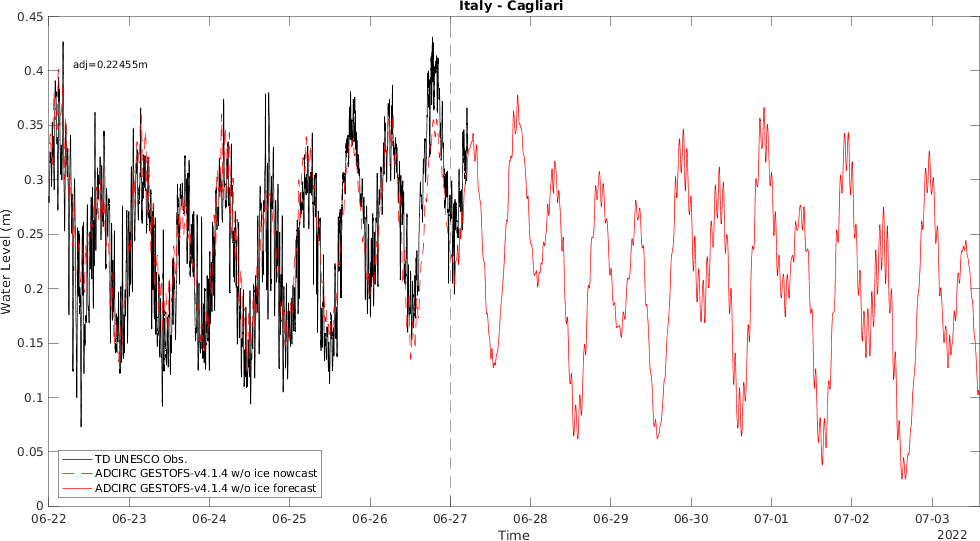 Italy - Cagliari
0.45
0.4
0.35
0.3
0.25
0.2
0.15
0.1
0.05
0
Water Level (m)
adj=0.22455m
TD UNESCO Obs.
ADCIRC GESTOFS-v4.1.4 w/o ice nowcast
ADCIRC GESTOFS-v4.1.4 w/o ice forecast
06-22 06-23 06-24 06-25 06-26 06-27 06-28 06-29 06-30 07-01 07-02 07-03
Time
2022